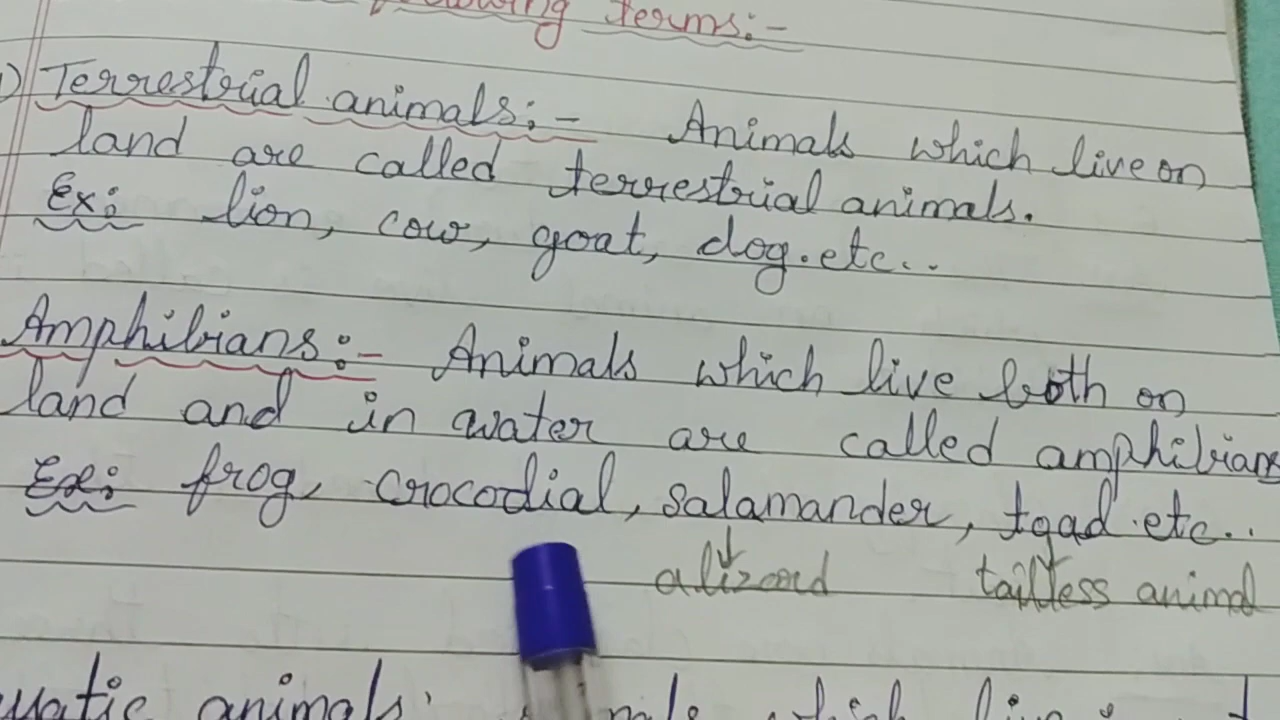 terms:-
1) Terrestrial animals:- Animals which live on
land are called terrestrial animals.
Ex: lion, cow, goat, dog.etc..
Amphibians:- Animals which live both on
land and in water are called amphibians
Ex: frog, crocodial, salamander, toad.etc..
alizard tailless animal
animals